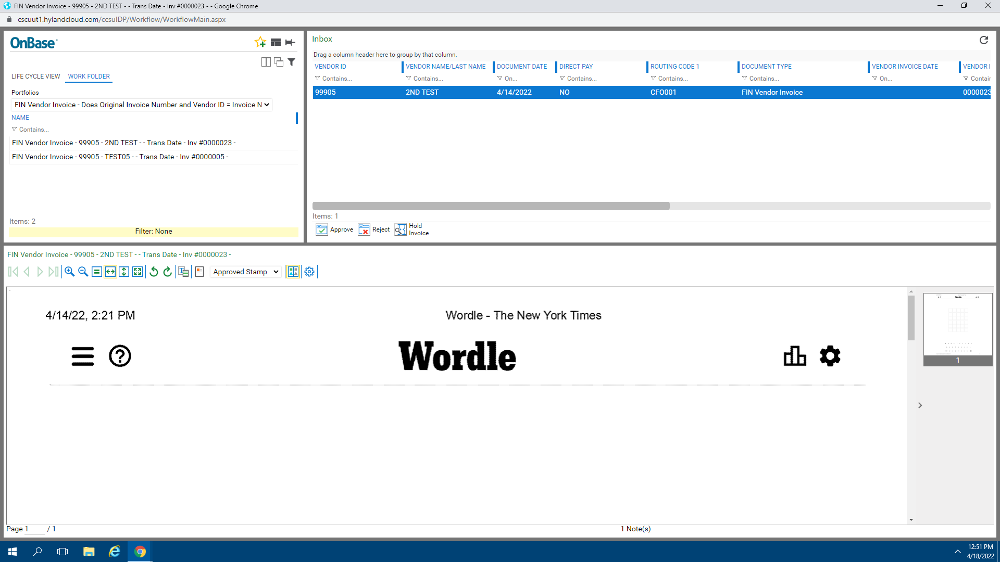 FIN Vendor Invoice - 99905 - 2ND TEST - - Trans Date - Inv #0000023 - - Google Chrome
cscuut1.hylandcloud.com/ccsuIDP/Workflow/WorkflowMain.aspx
OnBase
LIFE CYCLE VIEW WORK FOLDER
Portfolios
FIN Vendor Invoice - Does Original Invoice Number and Vendor ID = Invoice N
NAME
Contains...
FIN Vendor Invoice - 99905 - 2ND TEST - - Trans Date - Inv #0000023 -
FIN Vendor Invoice - 99905 - TEST05 - - Trans Date - Inv #0000005 -
Items: 2
Filter: None
Inbox
Drag a column header here to group by that column.
VENDOR ID VENDOR NAME/LAST NAME DOCUMENT DATE DIRECT PAY ROUTING CODE 1 DOCUMENT TYPE VENDOR INVOICE DATE VENDOR I
Contains... Contains... On... Contains... Contains... Contains... On... Contair
99905 2ND TEST 4/14/2022 NO CFO001 FIN Vendor Invoice 0000023
Items: 1
Approve Reject Hold
Invoice
FIN Vendor Invoice - 99905 - 2ND TEST - - Trans Date - Inv #0000023 -
Approved Stamp
4/14/22, 2:21 PM Wordle - The New York Times
Wordle
1
Page 1 / 1 1 Note(s)
12:51 PM
4/18/2022